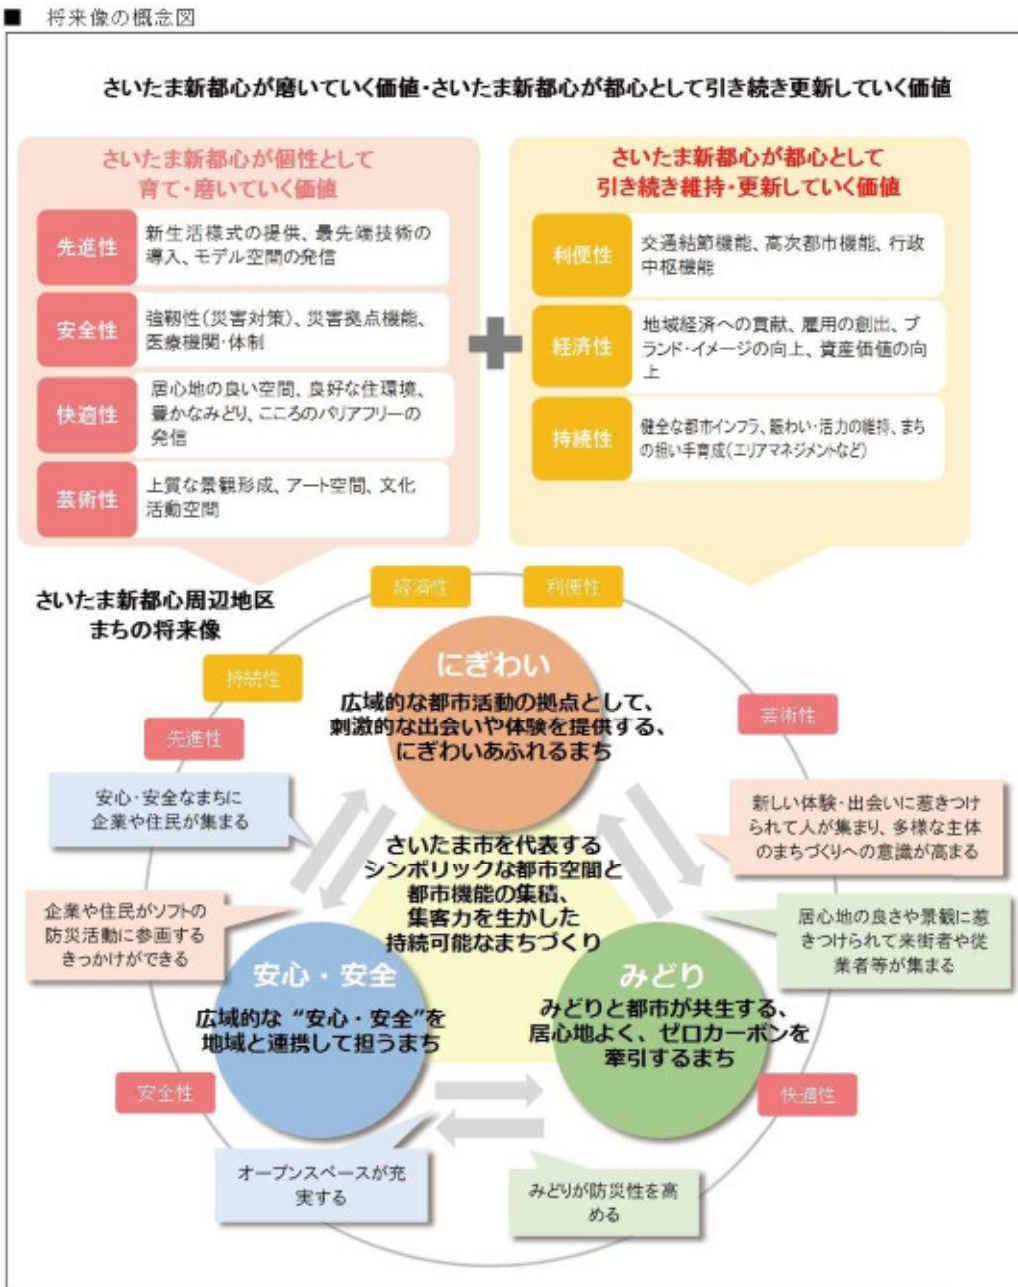 ■ 将来像の概念図
さいたま新都心が磨いていく価値・さいたま新都心が都心として引き続き更新していく価値
さいたま新都心が個性として
育て・磨いていく価値
先進性
新生活様式の提供、最先端技術の
導入、モデル空間の発信
安全性
強靭性(災害対策)、災害拠点機能、
医療機関・体制
快適性
居心地の良い空間、良好な住環境、
豊かなみどり、こころのバリアフリーの
発信
芸術性
上質な景観形成、アート空間、文化
活動空間
さいたま新都心が都心として
引き続き維持・更新していく価値
利便性
交通結節機能、高次都市機能、行政
中枢機能
経済性
地域経済への貢献、雇用の創出、ブ
ランド・イメージの向上、資産価値の向
上
持続性
健全な都市インフラ、賑わい・活力の維持、まち
の担い手育成(エリアマネジメントなど)
さいたま新都心周辺地区
まちの将来像
経済性
利便性
持続性
先進性
芸術性
にぎわい
広域的な都市活動の拠点として、
刺激的な出会いや体験を提供する、
にぎわいあふれるまち
安心・安全なまちに
企業や住民が集まる
新しい体験・出会いに惹きつけ
られて人が集まり、多様な主体
のまちづくりへの意識が高まる
さいたま市を代表する
シンボリックな都市空間と
都市機能の集積、
集客力を生かした
持続可能なまちづくり
企業や住民がソフトの
防災活動に参画する
きっかけができる
居心地の良さや景観に惹
きつけられて来街者や従
業者等が集まる
安心・安全
広域的な“安心・安全”を
地域と連携して担うまち
みどり
みどりと都市が共生する、
居心地よく、ゼロカーボンを
牽引するまち
安全性
快適性
オープンスペースが充
実する
みどりが防災性を高
める